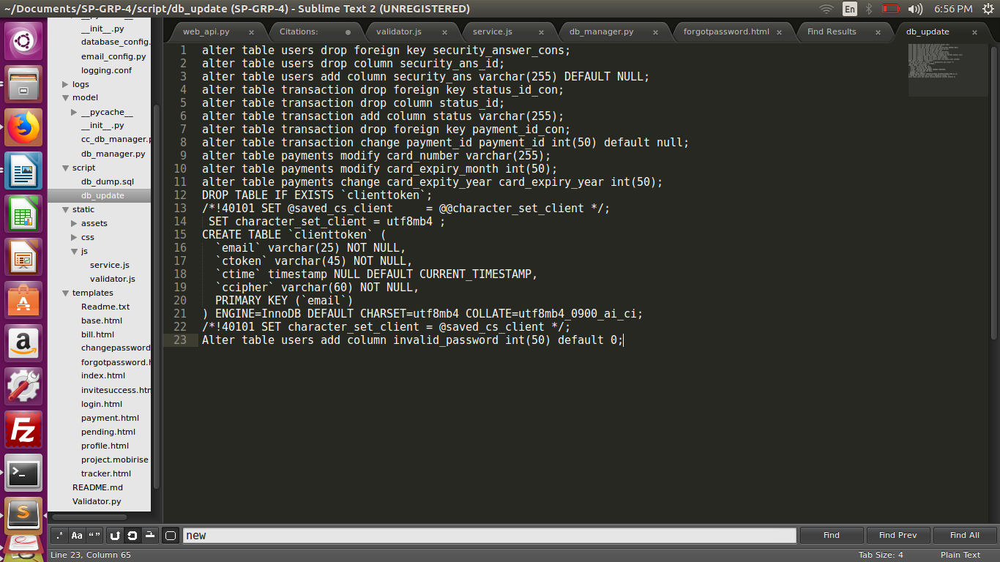 ~/Documents/SP-GRP-4/script/db_update (SP-GRP-4) - Sublime Text 2 (UNREGISTERED)
En
6:56 PM
web_api.py
Citations:
validator.js
service.js
db_manager.py
forgotpassword.html
Find Results
db_update
__init__.py
database_config.
email_config.py
logging.conf
logs
model
__pycache__
__init__.py
cc_db_manager.p
db_manager.py
script
db_dump.sql
db_update
static
assets
css
js
service.js
validator.js
templates
Readme.txt
base.html
bill.html
changepassword
forgotpassword.h
index.html
invitesuccess.htm
login.html
payment.html
pending.html
profile.html
project.mobirise
tracker.html
README.md
Validator.py
1 alter table users drop foreign key security_answer_cons;
2 alter table users drop column security_ans_id;
3 alter table users add column security_ans varchar(255) DEFAULT NULL;
4 alter table transaction drop foreign key status_id_con;
5 alter table transaction drop column status_id;
6 alter table transaction add column status varchar(255);
7 alter table transaction drop foreign key payment_id_con;
8 alter table transaction change payment_id payment_id int(50) default null;
9 alter table payments modify card_number varchar(255);
10 alter table payments modify card_expiry_month int(50);
11 alter table payments change card_expity_year card_expiry_year int(50);
12 DROP TABLE IF EXISTS `clienttoken`;
13 /*!40101 SET @saved_cs_client     = @@character_set_client */;
14  SET character_set_client = utf8mb4 ;
15 CREATE TABLE `clienttoken` (
16   `email` varchar(25) NOT NULL,
17   `ctoken` varchar(45) NOT NULL,
18   `ctime` timestamp NULL DEFAULT CURRENT_TIMESTAMP,
19   `ccipher` varchar(60) NOT NULL,
20   PRIMARY KEY (`email`)
21 ) ENGINE=InnoDB DEFAULT CHARSET=utf8mb4 COLLATE=utf8mb4_0900_ai_ci;
22 /*!40101 SET character_set_client = @saved_cs_client */;
23 Alter table users add column invalid_password int(50) default 0;
.* Aa “” new Find Find Prev Find All
Line 23, Column 65
Tab Size: 4
Plain Text